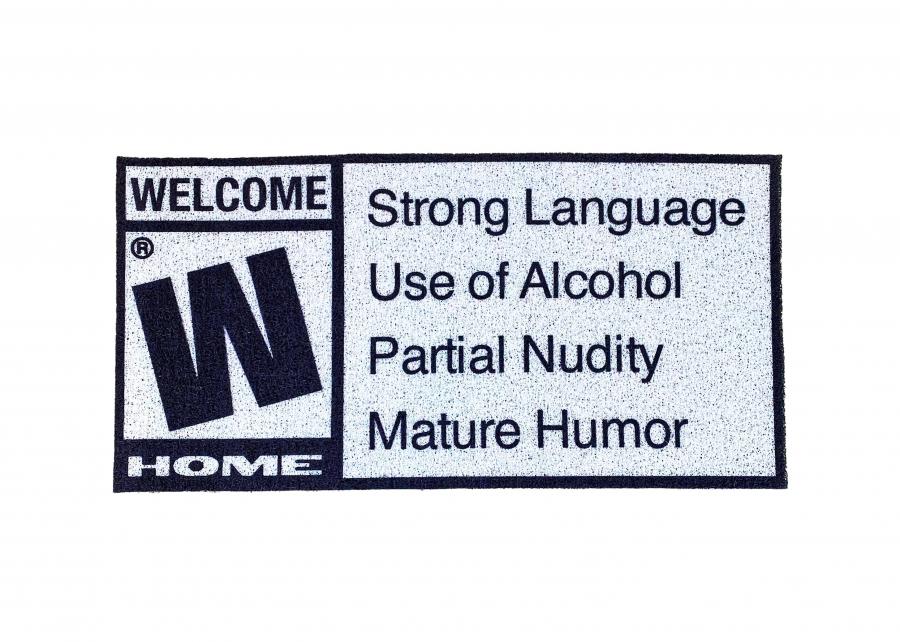 WELCOME
®
W
HOME
Strong Language
Use of Alcohol
Partial Nudity
Mature Humor